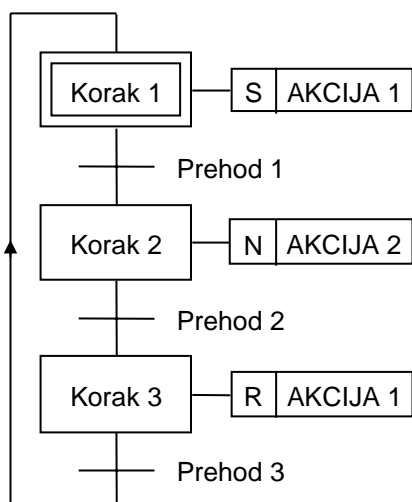 Korak 1 S AKCIJA 1
Prehod 1
Korak 2 N AKCIJA 2
Prehod 2
Korak 3 R AKCIJA 1
Prehod 3